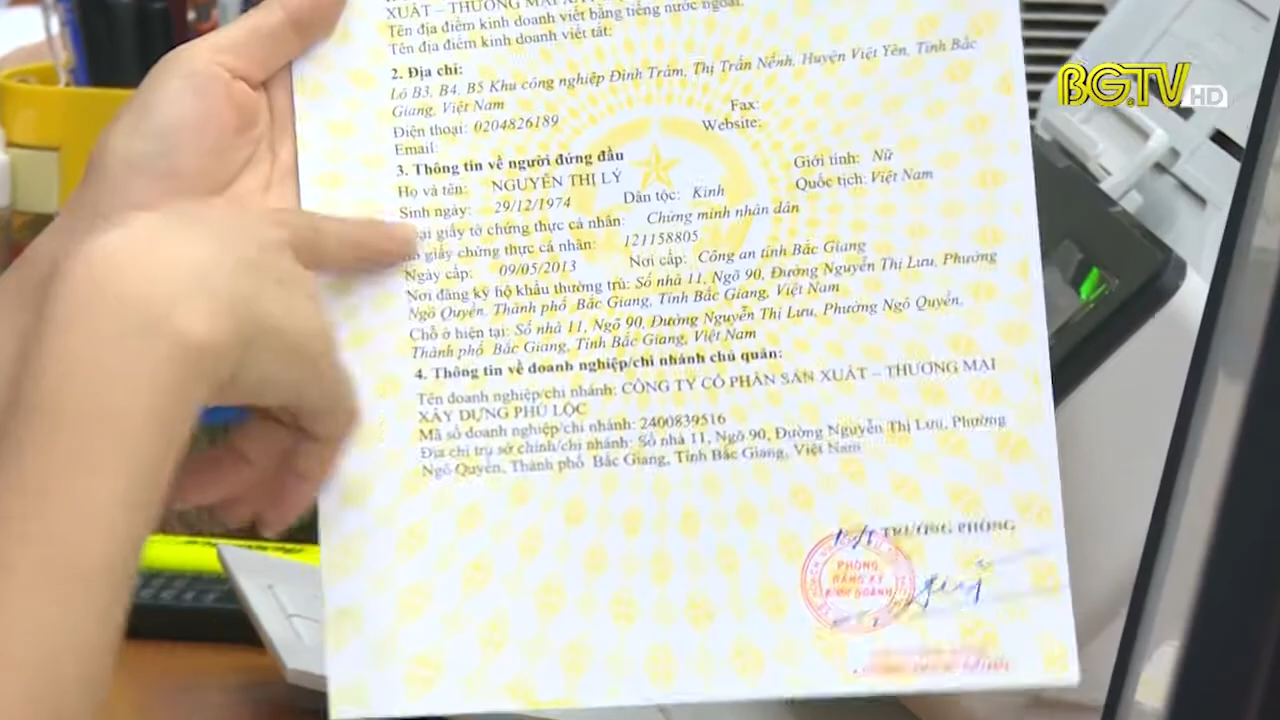 XUẤT – THƯƠNG MẠI
Tên địa điểm kinh doanh viết bằng tiếng nước ngoài:
Tên địa điểm kinh doanh viết tắt:
2. Địa chỉ:
Lô B3, B4, B5 Khu công nghiệp Đình Trám, Thị Trấn Nếnh, Huyện Việt Yên, Tỉnh Bắc
Giang, Việt Nam
Điện thoại: 0204826189 Fax:
Email: Website:
3. Thông tin về người đứng đầu
Họ và tên: NGUYỄN THỊ LÝ Giới tính: Nữ
Sinh ngày: 29/12/1974 Dân tộc: Kinh Quốc tịch: Việt Nam
ại giấy tờ chứng thực cá nhân: Chứng minh nhân dân
giấy chứng thực cá nhân: 121158805
Ngày cấp: 09/05/2013 Nơi cấp: Công an tỉnh Bắc Giang
Nơi đăng ký hộ khẩu thường trú: Số nhà 11, Ngõ 90, Đường Nguyễn Thị Lưu, Phường
Ngô Quyền, Thành phố Bắc Giang, Tỉnh Bắc Giang, Việt Nam
Chỗ ở hiện tại: Số nhà 11, Ngõ 90, Đường Nguyễn Thị Lưu, Phường Ngô Quyền,
Thành phố Bắc Giang, Tỉnh Bắc Giang, Việt Nam
4. Thông tin về doanh nghiệp/chi nhánh chủ quản:
Tên doanh nghiệp/chi nhánh: CÔNG TY CỔ PHẦN SẢN XUẤT – THƯƠNG MẠI
XÂY DỰNG PHÚ LỘC
Mã số doanh nghiệp/chi nhánh: 2400839516
Địa chỉ trụ sở chính/chi nhánh: Số nhà 11, Ngõ 90, Đường Nguyễn Thị Lưu, Phường
Ngô Quyền, Thành phố Bắc Giang, Tỉnh Bắc Giang, Việt Nam
TRƯỞNG PHÒNG
PHÒNG
ĐĂNG KÝ
KINH DOANH
BGTV HD